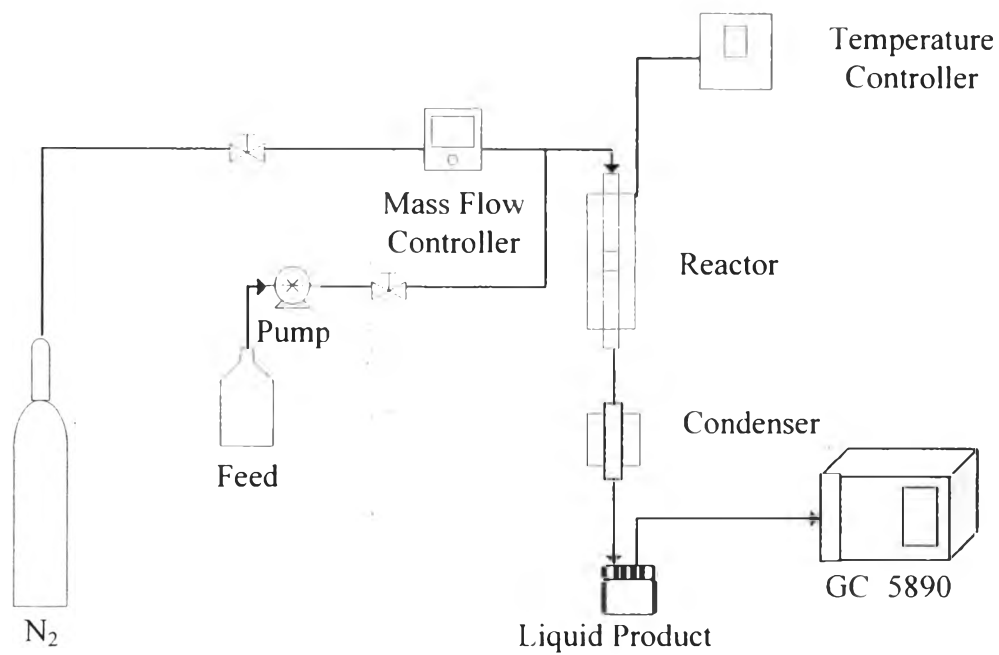 Temperature
Controller
Mass Flow
Controller
Reactor
Pump
Condenser
Feed
GC 5890
N₂
Liquid Product